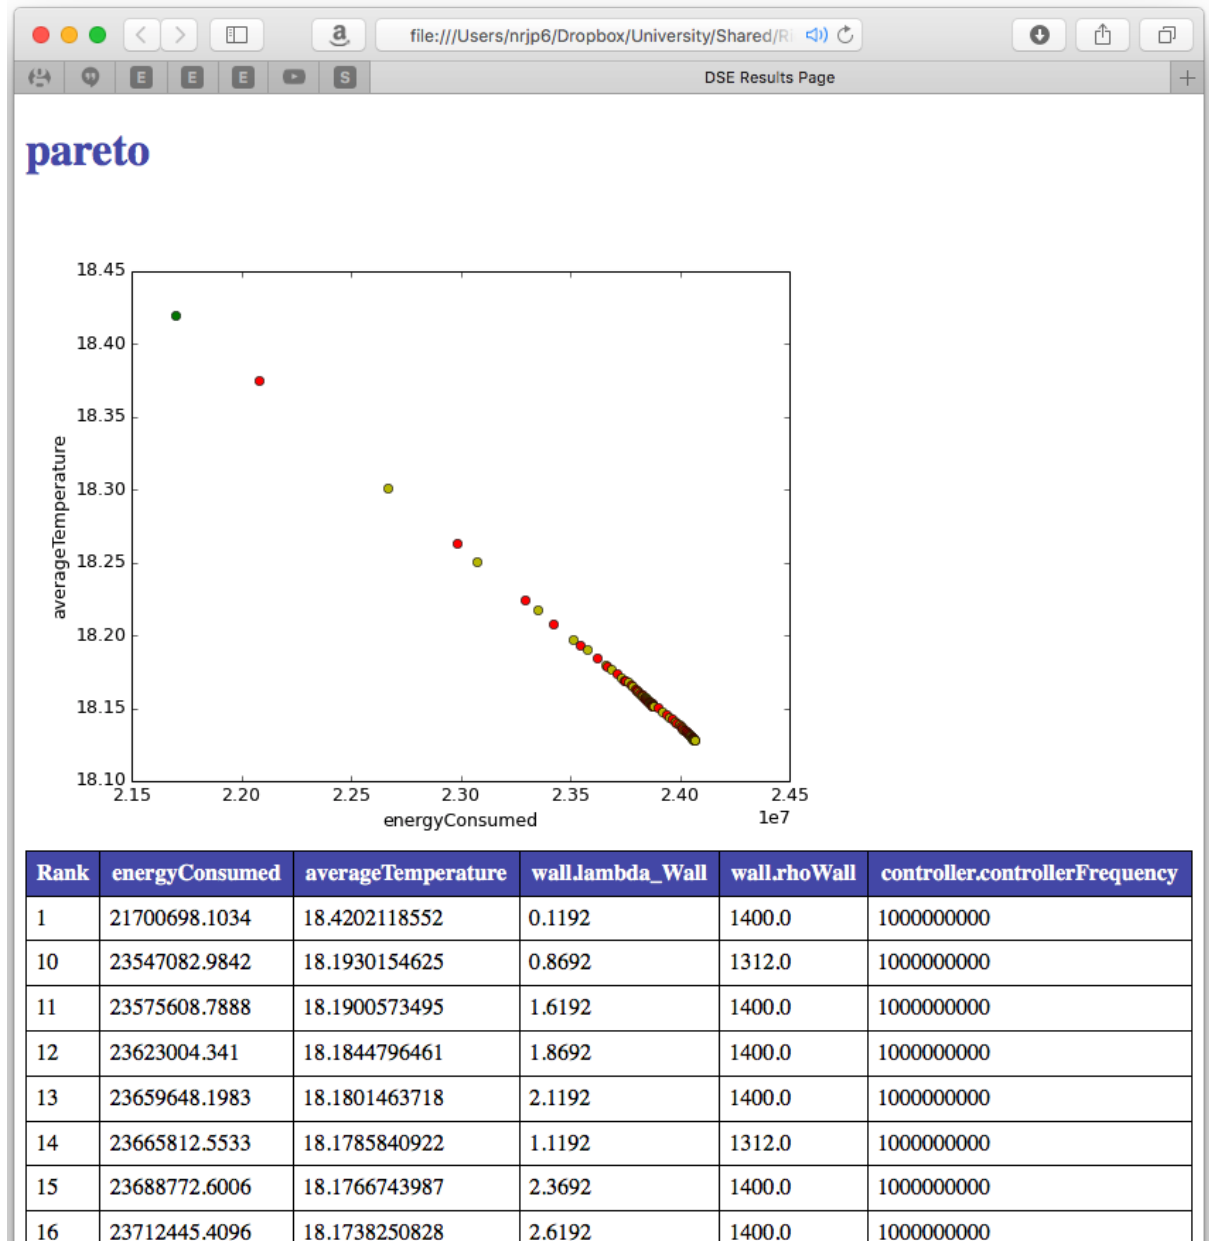 a file:///Users/nrjp6/Dropbox/University/Shared/Ri
E E E S DSE Results Page
pareto
18.45
18.40
18.35
18.30
18.25
18.20
18.15
18.10
averageTemperature
2.15 2.20 2.25 2.30 2.35 2.40 2.45
1e7
energyConsumed
Rank energyConsumed averageTemperature wall.lambda_Wall wall.rhoWall controller.controllerFrequency
1 21700698.1034 18.4202118552 0.1192 1400.0 1000000000
10 23547082.9842 18.1930154625 0.8692 1312.0 1000000000
11 23575608.7888 18.1900573495 1.6192 1400.0 1000000000
12 23623004.341 18.1844796461 1.8692 1400.0 1000000000
13 23659648.1983 18.1801463718 2.1192 1400.0 1000000000
14 23665812.5533 18.1785840922 1.1192 1312.0 1000000000
15 23688772.6006 18.1766743987 2.3692 1400.0 1000000000
16 23712445.4096 18.1738250828 2.6192 1400.0 1000000000